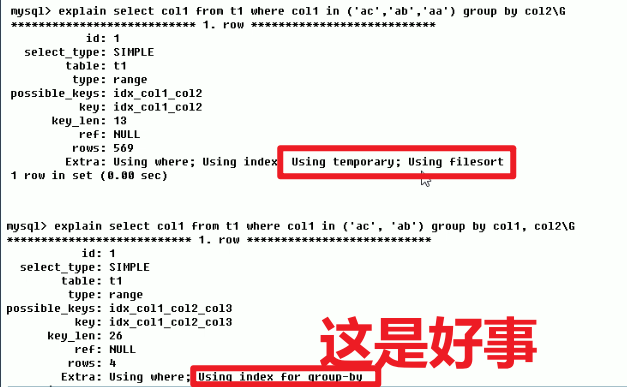 mysql> explain select col1 from t1 where col1 in ('ac','ab','aa') group by col2\G
*************************** 1. row ***************************
id: 1
select_type: SIMPLE
table: t1
type: range
possible_keys: idx_col1_col2
key: idx_col1_col2
key_len: 13
ref: NULL
rows: 569
Extra: Using where; Using index Using temporary; Using filesort
1 row in set (0.00 sec)
mysql> explain select col1 from t1 where col1 in ('ac', 'ab') group by col1, col2\G
*************************** 1. row ***************************
id: 1
select_type: SIMPLE
table: t1
type: range
possible_keys: idx_col1_col2_col3
key: idx_col1_col2_col3
key_len: 26
ref: NULL
rows: 4
Extra: Using where; Using index for group-by
这是好事